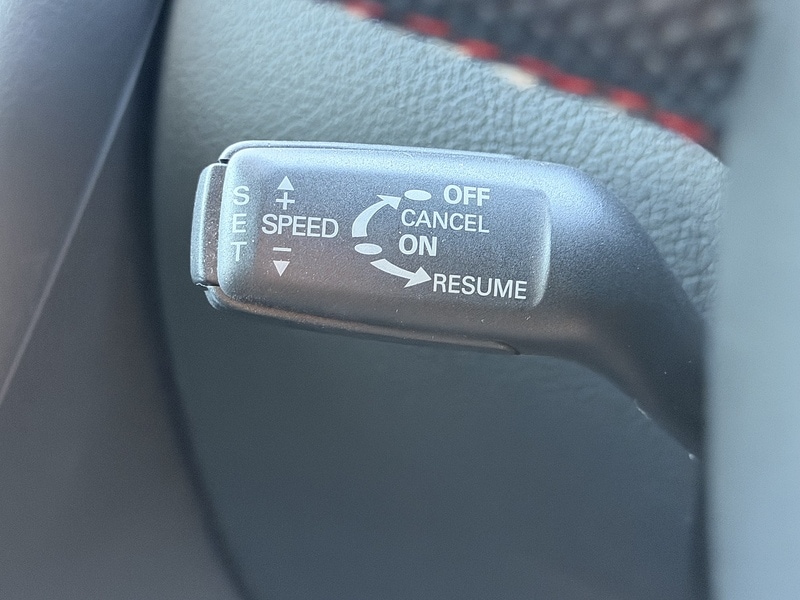 SET
+
SPEED
−
OFF
CANCEL
ON
RESUME